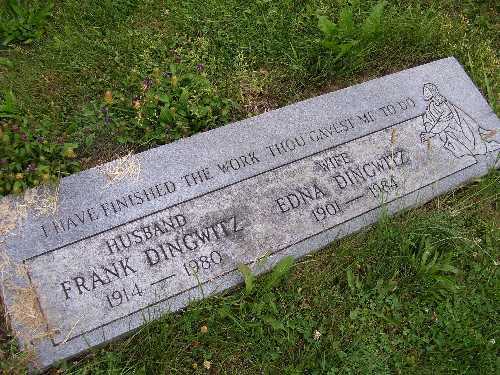 I HAVE FINISHED THE WORK THOU GAVEST ME TO DO
HUSBAND
FRANK DINGWITZ
1914 — 1980
WIFE
EDNA DINGWITZ
1901 — 1984